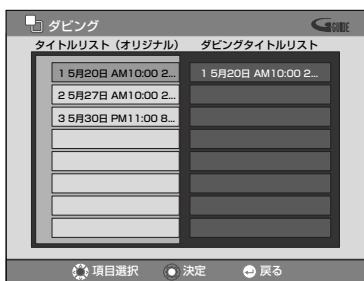 ダビング
G GUIDE
タイトルリスト（オリジナル） ダビングタイトルリスト
1 5月20日 AM10:00 2... 1 5月20日 AM10:00 2...
2 5月27日 AM10:00 2...
3 5月30日 PM11:00 8...
項目選択 決定 戻る